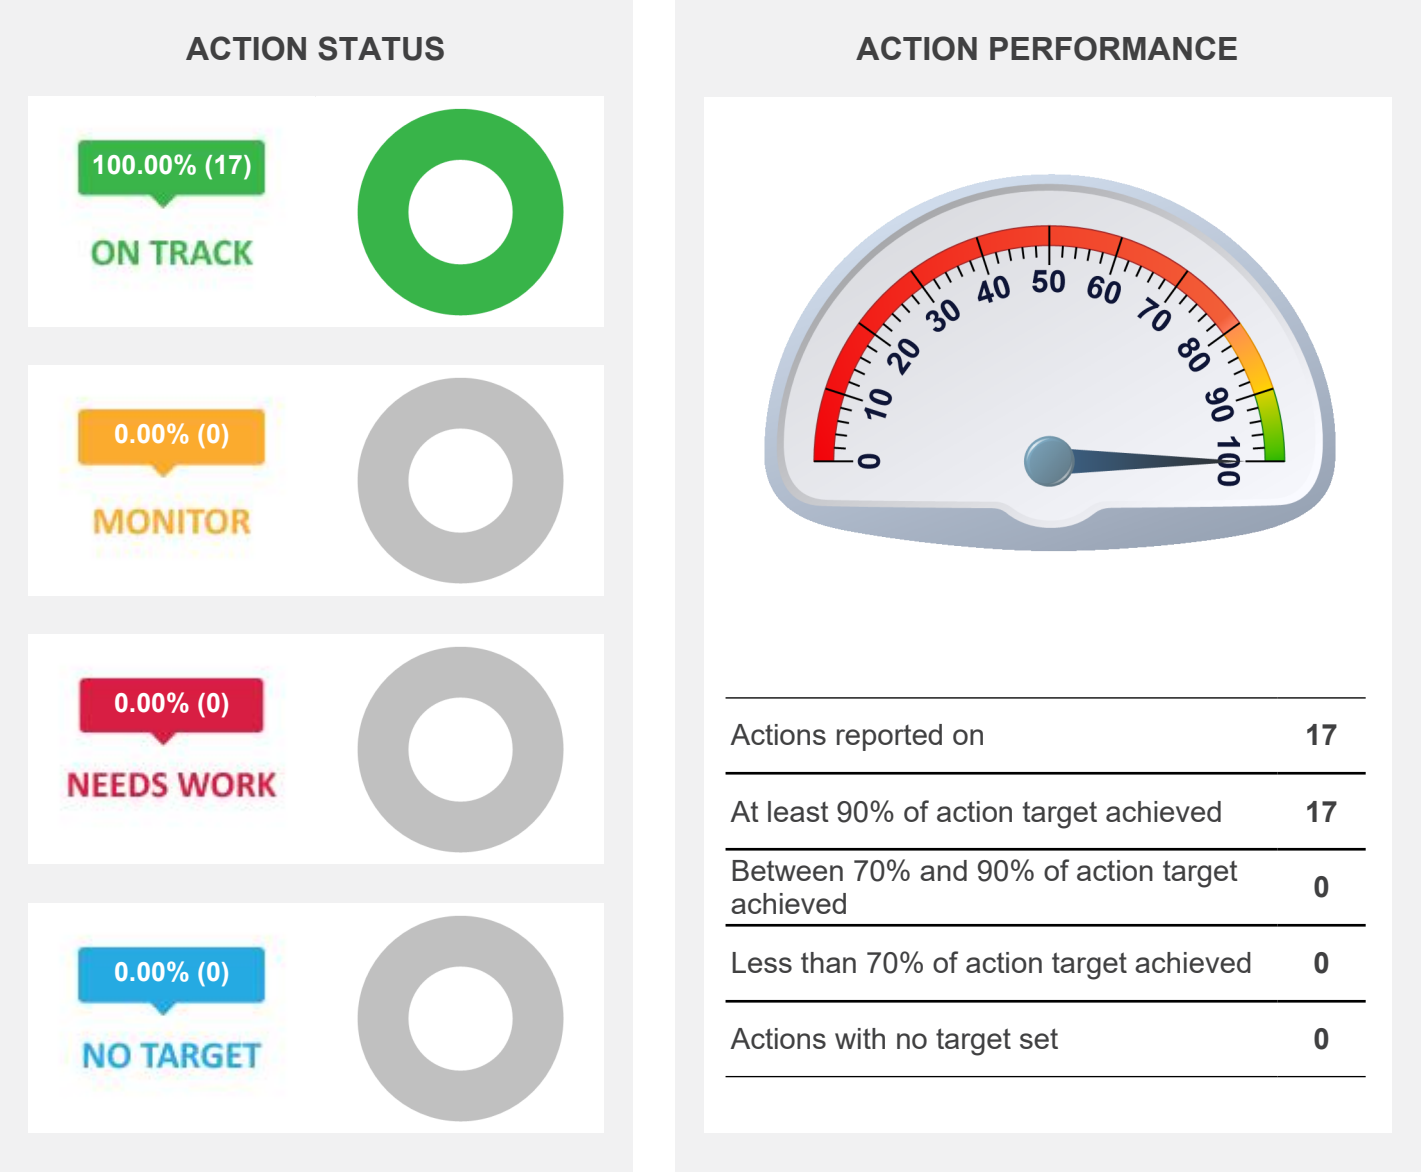 ACTION STATUS
100.00% (17)
ON TRACK
0.00% (0)
MONITOR
0.00% (0)
NEEDS WORK
0.00% (0)
NO TARGET
ACTION PERFORMANCE
0
10
20
30
40
50
60
70
80
90
100
Actions reported on 17
At least 90% of action target achieved 17
Between 70% and 90% of action target
achieved 0
Less than 70% of action target achieved 0
Actions with no target set 0